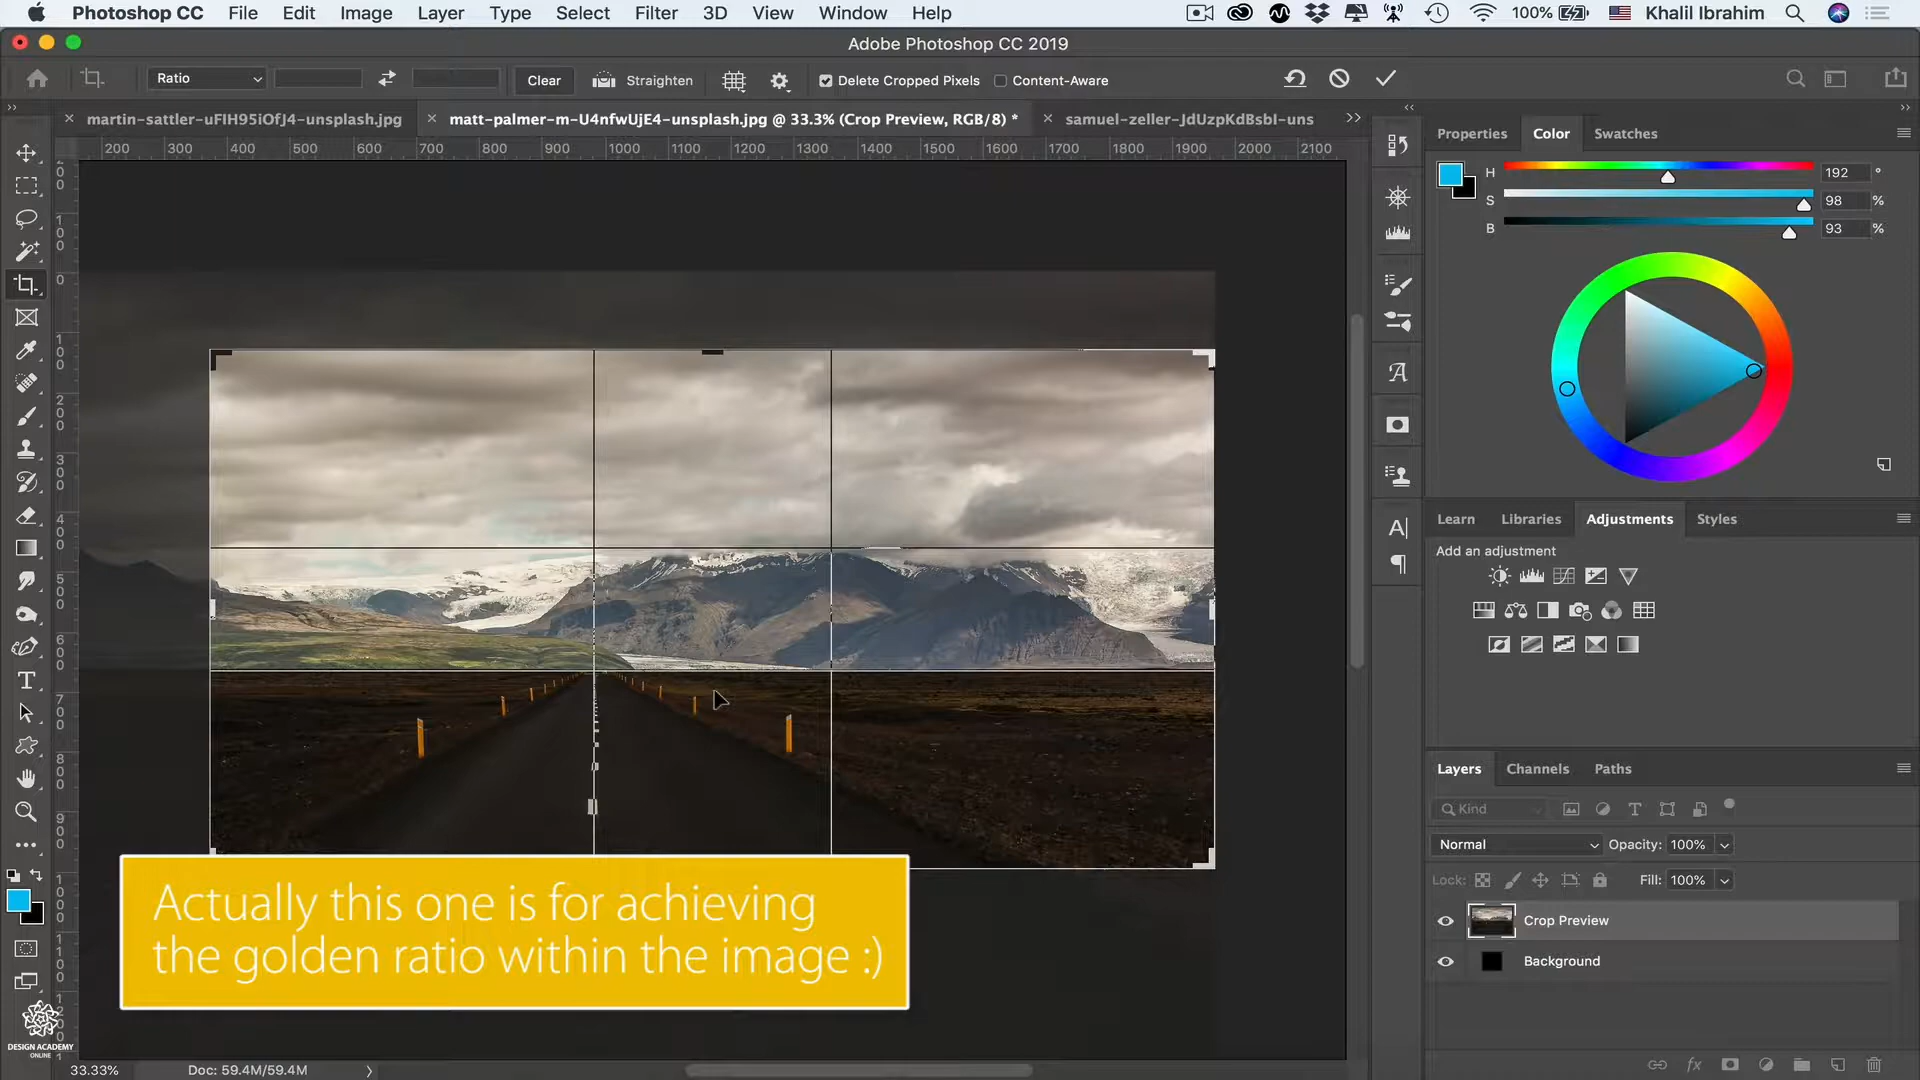 Photoshop CC File Edit Image Layer Type Select Filter 3D View Window Help 100% Khalil Ibrahim
Adobe Photoshop CC 2019
Ratio Clear Straighten Delete Cropped Pixels Content-Aware
martin-sattler-uFIH95iOfJ4-unsplash.jpg matt-palmer-m-U4nfwUjE4-unsplash.jpg @ 33.3% (Crop Preview, RGB/8) * samuel-zeller-JdUzpKdBsbI-uns
200 300 400 500 600 700 800 900 1000 1100 1200 1300 1400 1500 1600 1700 1800 1900 2000 2100
Properties Color Swatches
H 192 °
S 98 %
B 93 %
Learn Libraries Adjustments Styles
Add an adjustment
Layers Channels Paths
Kind
Normal Opacity: 100%
Lock: Fill: 100%
Crop Preview
Background
Actually this one is for achieving
the golden ratio within the image :)
DESIGN ACADEMY
ONLINE
33.33% Doc: 59.4M/59.4M